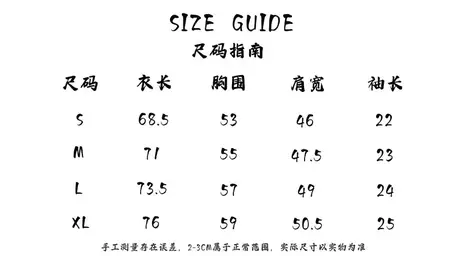 SIZE GUIDE
尺码指南
尺码 衣长 胸围 肩宽 袖长
S 68.5 53 46 22
M 71 55 47.5 23
L 73.5 57 49 24
XL 76 59 50.5 25
手工测量存在误差，2-3CM属于正常范围，实际尺寸以实物为准